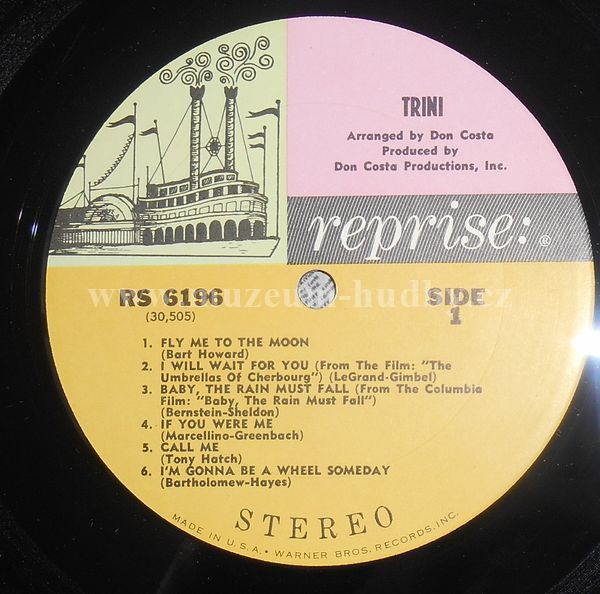 TRINI
Arranged by Don Costa
Produced by
Don Costa Productions, Inc.
reprise:®
www.muzeum-hudby.cz
RS 6196
(30,505)
SIDE
1
1. FLY ME TO THE MOON
(Bart Howard)
2. I WILL WAIT FOR YOU (From The Film: "The
Umbrellas Of Cherbourg") (LeGrand-Gimbel)
3. BABY, THE RAIN MUST FALL (From The Columbia
Film: "Baby, The Rain Must Fall")
(Bernstein-Sheldon)
4. IF YOU WERE ME
(Marcellino-Greenbach)
5. CALL ME
(Tony Hatch)
6. I'M GONNA BE A WHEEL SOMEDAY
(Bartholomew-Hayes)
STEREO
MADE IN U.S.A. • WARNER BROS. RECORDS, INC.